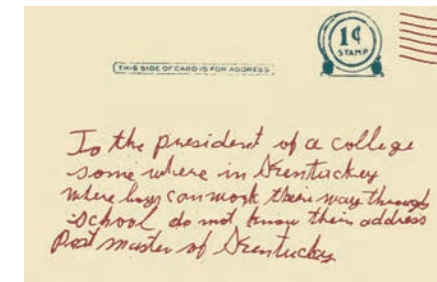 1¢
STAMP
THIS SIDE OF CARD IS FOR ADDRESS
To the president of a college
some where in Kentuckey
where boys can work their way through
school do not know their address
Post master of Kentucky